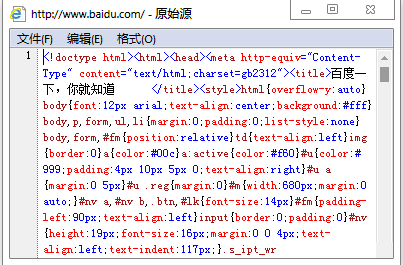 http://www.baidu.com/ - 原始源
文件(F) 编辑(E) 格式(O)
1 <!doctype html><html><head><meta http-equiv="Content-
Type" content="text/html;charset=gb2312"><title>百度一
下，你就知道      </title><style>html{overflow-y:auto}
body{font:12px arial;text-align:center;background:#fff}
body,p,form,ul,li{margin:0;padding:0;list-style:none}
body,form,#fm{position:relative}td{text-align:left}img
{border:0}a{color:#00c}a:active{color:#f60}#u{color:#
999;padding:4px 10px 5px 0;text-align:right}#u a
{margin:0 5px}#u .reg{margin:0}#m{width:680px;margin:0
auto;}#nv a,#nv b,.btn,#lk{font-size:14px}#fm{padding-
left:90px;text-align:left}input{border:0;padding:0}#nv
{height:19px;font-size:16px;margin:0 0 4px;text-
align:left;text-indent:117px;}.s_ipt_wr